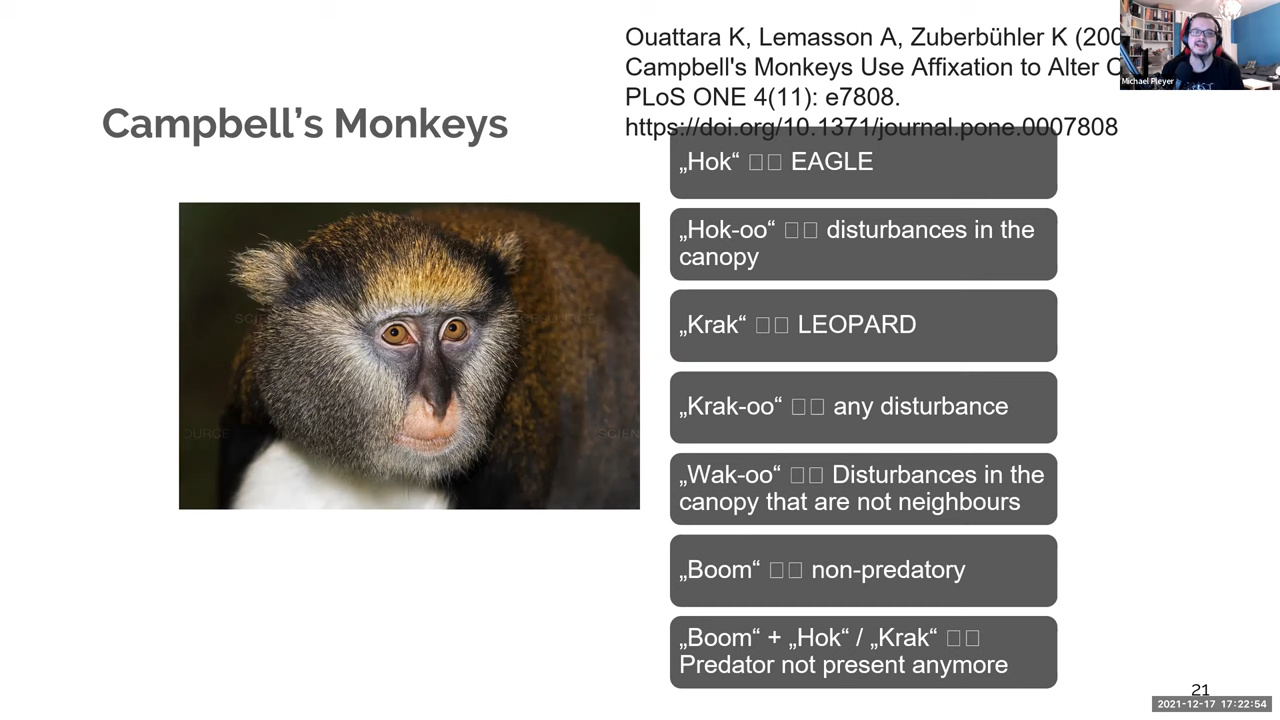 Ouattara K, Lemasson A, Zuberbühler K (200
Campbell's Monkeys Use Affixation to Alter C
PLoS ONE 4(11): e7808.
https://doi.org/10.1371/journal.pone.0007808
Michael Pleyer
Campbell's Monkeys
„Hok“ □□ EAGLE
„Hok-oo“ □□ disturbances in the
canopy
„Krak“ □□ LEOPARD
„Krak-oo“ □□ any disturbance
„Wak-oo“ □□ Disturbances in the
canopy that are not neighbours
„Boom“ □□ non-predatory
„Boom“ + „Hok“ / „Krak“ □□
Predator not present anymore
21
2021-12-17 17:22:54